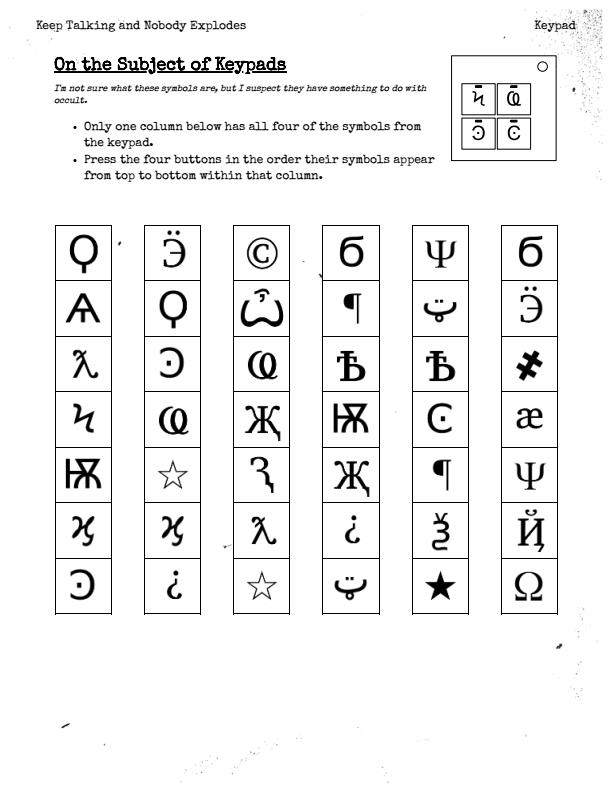 Keep Talking and Nobody Explodes Keypad
On the Subject of Keypads
I'm not sure what these symbols are, but I suspect they have something to do with
occult.
• Only one column below has all four of the symbols from
the keypad.
• Press the four buttons in the order their symbols appear
from top to bottom within that column.
Ϟ Ҩ
Ͽ Ͼ
Ϙ Ӭ © Ϭ Ψ Ϭ
Ѧ Ϙ Ѽ ¶ ټ Ӭ
ƛ Ͽ Ҩ Ѣ Ѣ ҂
Ϟ Ҩ Җ Ѭ Ͼ æ
Ѭ ☆ Ԇ Җ ¶ Ψ
ϗ ϗ ƛ ¿ Ѯ Ҋ
Ͽ ¿ ☆ ټ ★ Ω